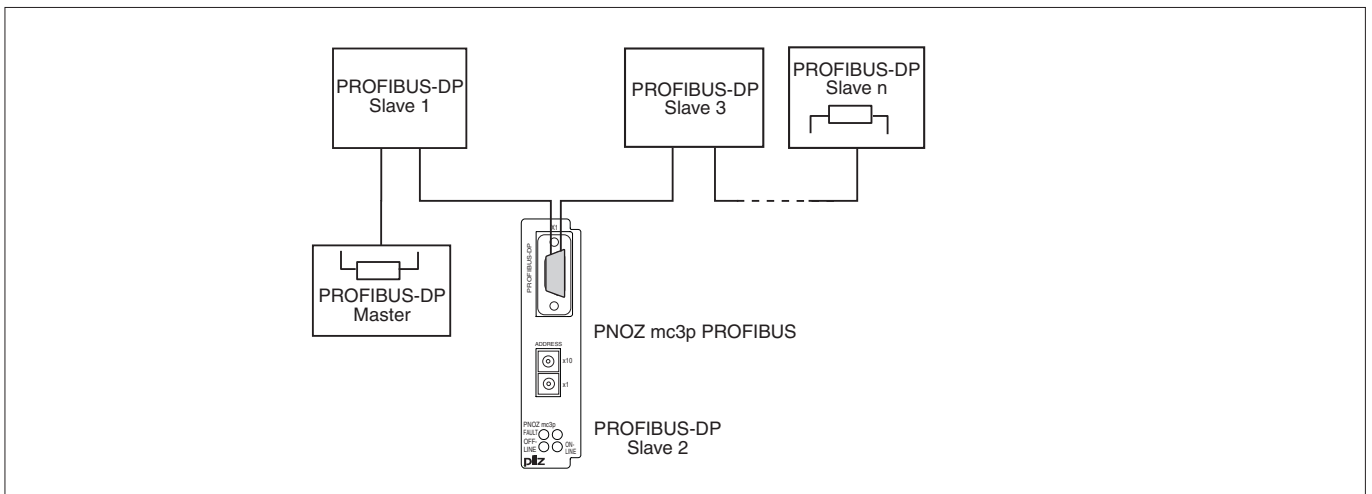 PROFIBUS-DP
Slave 1
PROFIBUS-DP
Slave 3
PROFIBUS-DP
Slave n
PROFIBUS-DP
Master
X1
PROFIBUS-DP
PNOZ mc3p PROFIBUS
ADDRESS
x10
x1
PROFIBUS-DP
Slave 2
PNOZ mc3p
FAULT
OFF-
LINE
ON-
LINE
pilz